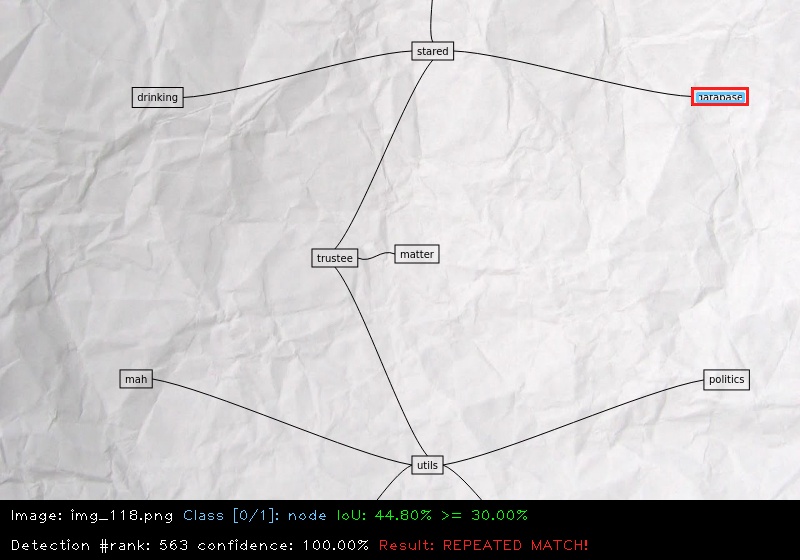 stared
drinking
trustee
matter
mah
politics
utils
Image: img_118.png Class [0/1]: node IoU: 44.80% >= 30.00%
Detection #rank: 563 confidence: 100.00% Result: REPEATED MATCH!